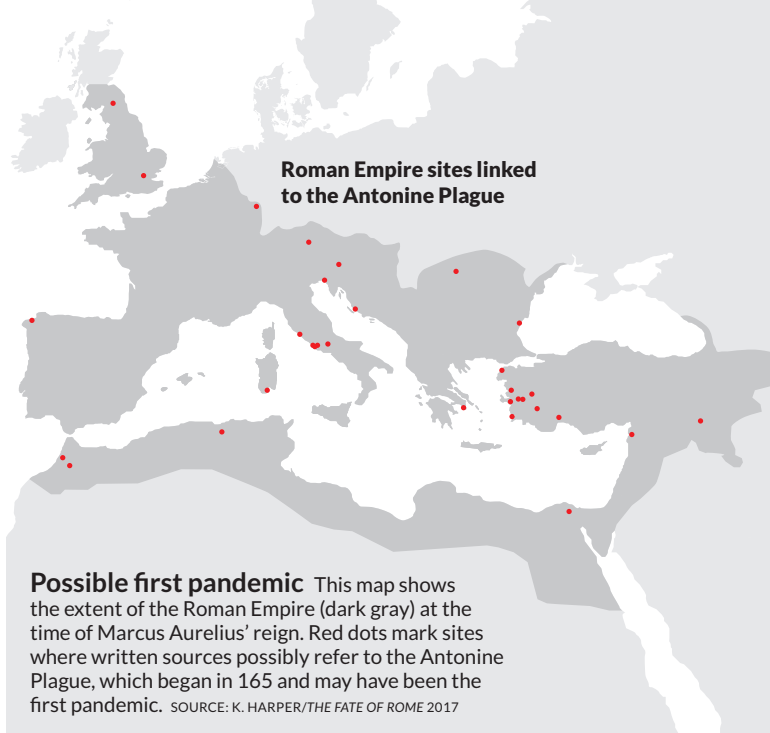 Roman Empire sites linked
to the Antonine Plague
Possible first pandemic This map shows
the extent of the Roman Empire (dark gray) at the
time of Marcus Aurelius’ reign. Red dots mark sites
where written sources possibly refer to the Antonine
Plague, which began in 165 and may have been the
first pandemic. SOURCE: K. HARPER/THE FATE OF ROME 2017